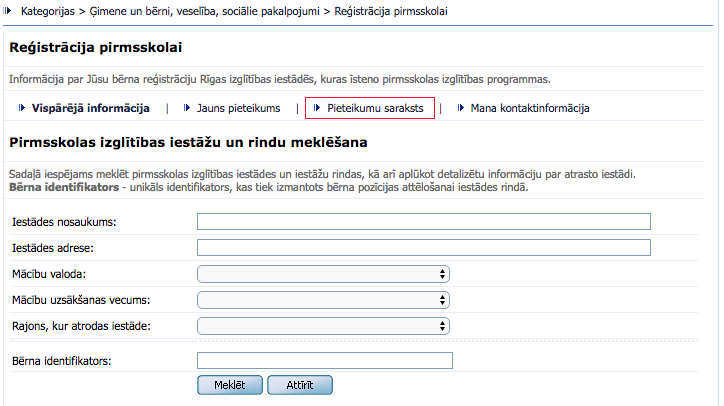 Kategorijas > Ģimene un bērni, veselība, sociālie pakalpojumi > Reģistrācija pirmsskolai
Reģistrācija pirmsskolai
Informācija par Jūsu bērna reģistrāciju Rīgas izglītības iestādēs, kuras īsteno pirmsskolas izglītības programmas.
Vispārējā informācija | Jauns pieteikums | Pieteikumu saraksts | Mana kontaktinformācija
Pirmsskolas izglītības iestāžu un rindu meklēšana
Sadaļā iespējams meklēt pirmsskolas izglītības iestādes un iestāžu rindas, kā arī aplūkot detalizētu informāciju par atrasto iestādi.
Bērna identifikators - unikāls identifikators, kas tiek izmantots bērna pozīcijas attēlošanai iestādes rindā.
Iestādes nosaukums:
Iestādes adrese:
Mācību valoda:
Mācību uzsākšanas vecums:
Rajons, kur atrodas iestāde:
Bērna identifikators:
Meklēt Attīrīt